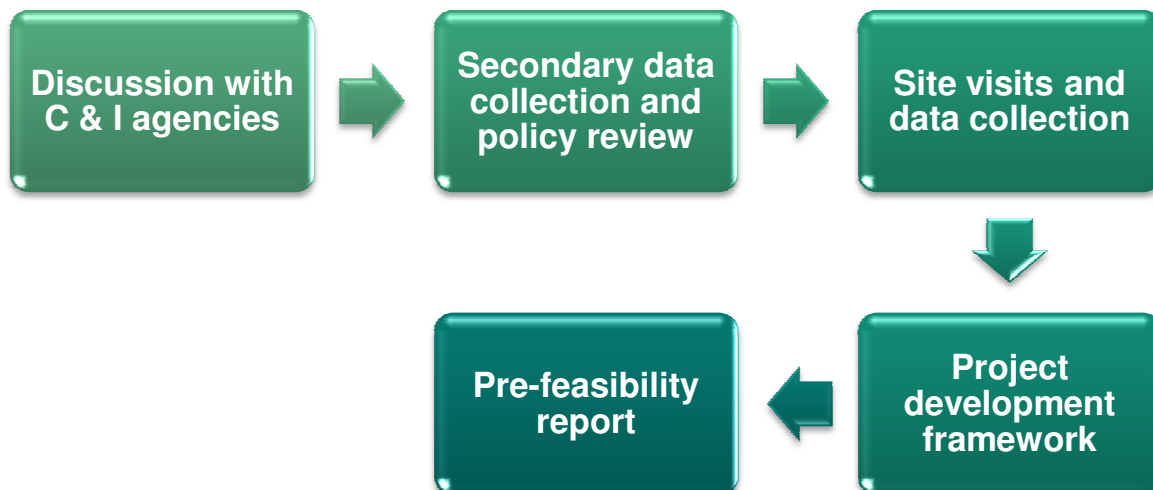 Discussion with
C & I agencies
Secondary data
collection and
policy review
Site visits and
data collection
Project
development
framework
Pre-feasibility
report